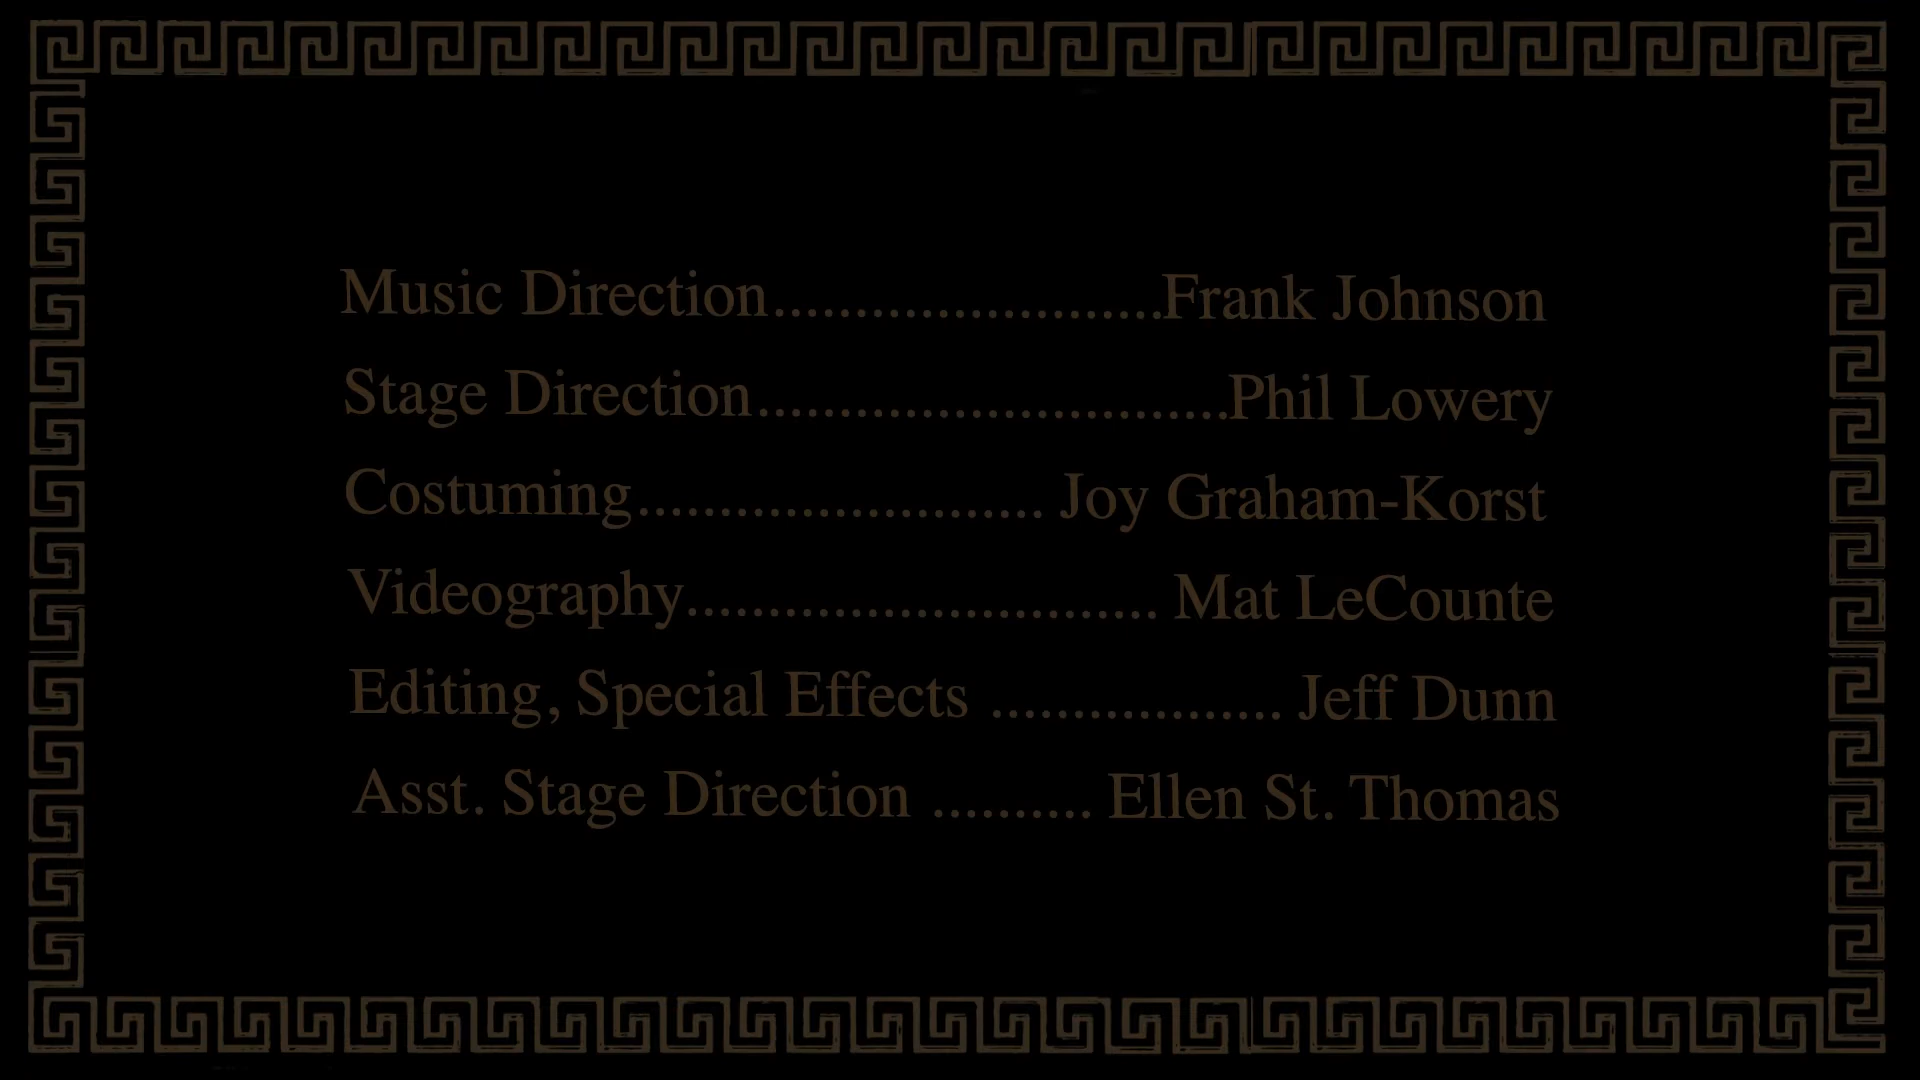 Music Direction........................Frank Johnson
Stage Direction.............................Phil Lowery
Costuming......................... Joy Graham-Korst
Videography............................. Mat LeCounte
Editing, Special Effects .................. Jeff Dunn
Asst. Stage Direction .......... Ellen St. Thomas